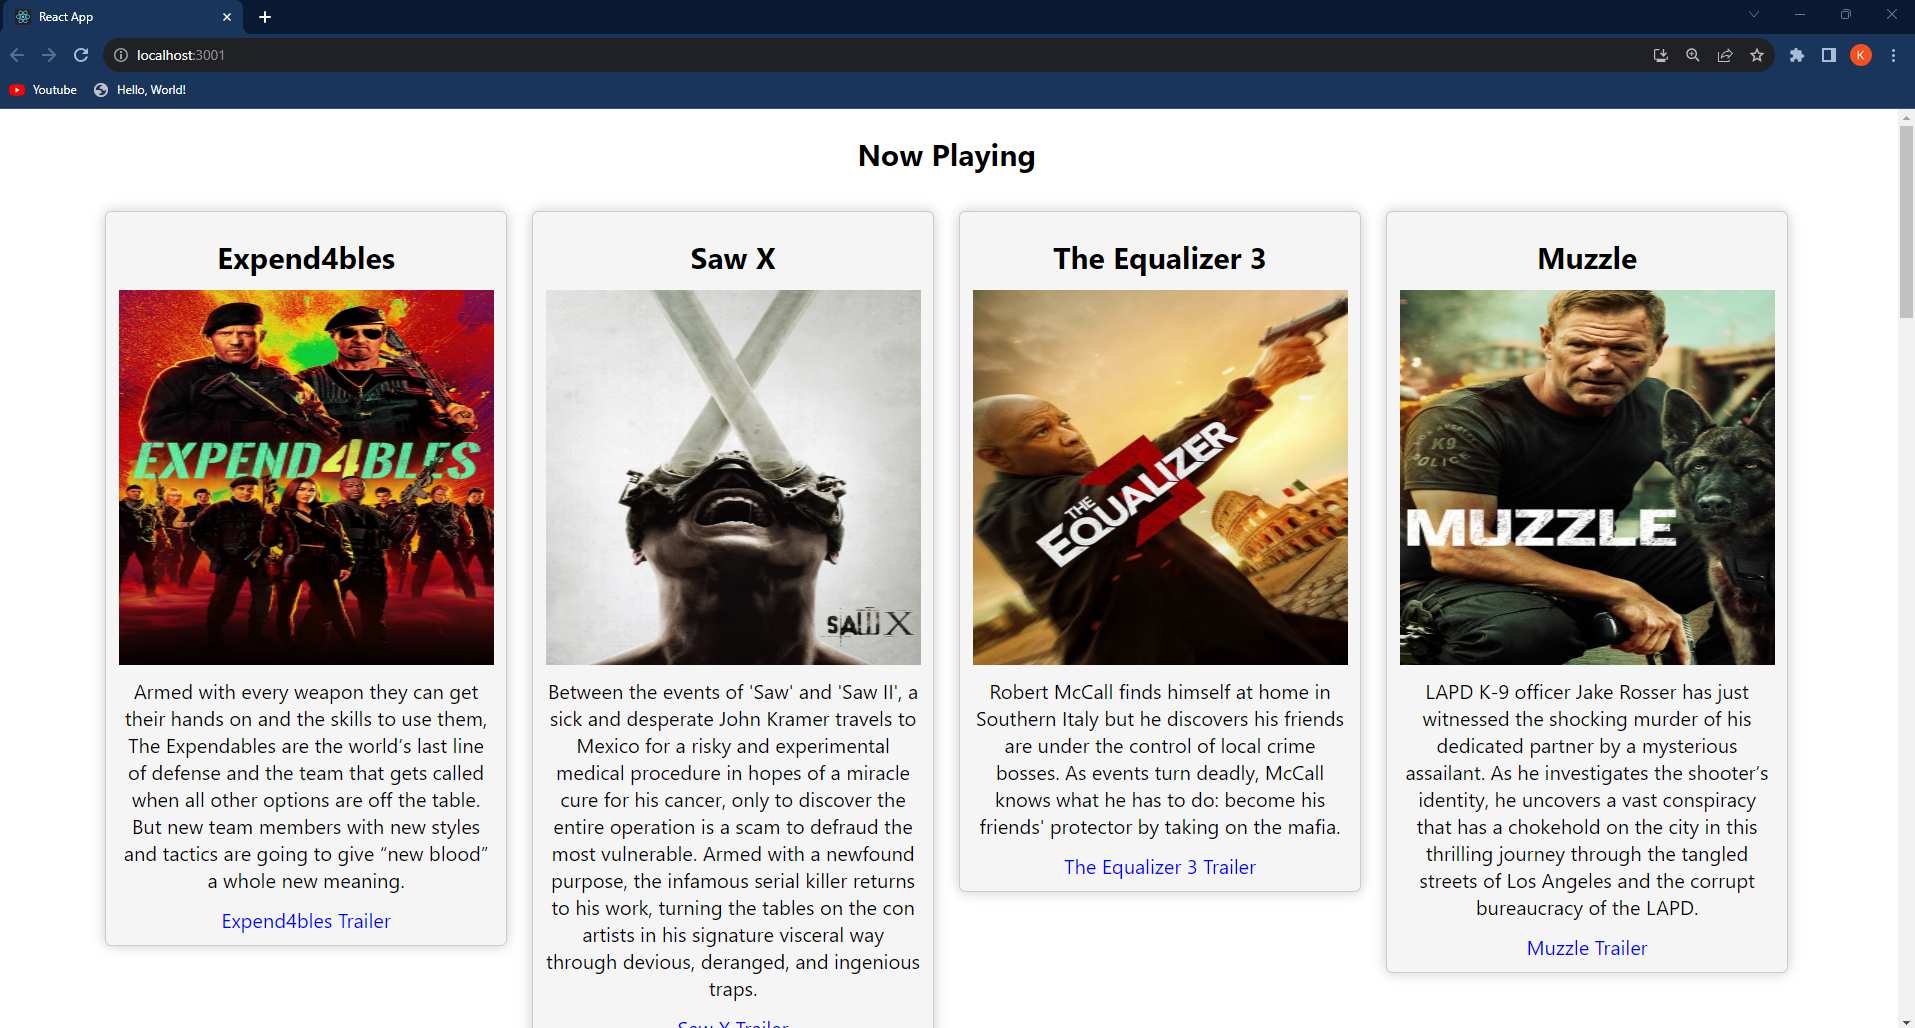 React App
localhost:3001
K
Youtube
Hello, World!
Now Playing
Expend4bles
EXPEND4BLES
Armed with every weapon they can get
their hands on and the skills to use them,
The Expendables are the world’s last line
of defense and the team that gets called
when all other options are off the table.
But new team members with new styles
and tactics are going to give “new blood”
a whole new meaning.
Expend4bles Trailer
Saw X
SAW X
Between the events of 'Saw' and 'Saw II', a
sick and desperate John Kramer travels to
Mexico for a risky and experimental
medical procedure in hopes of a miracle
cure for his cancer, only to discover the
entire operation is a scam to defraud the
most vulnerable. Armed with a newfound
purpose, the infamous serial killer returns
to his work, turning the tables on the con
artists in his signature visceral way
through devious, deranged, and ingenious
traps.
Saw X Trailer
The Equalizer 3
THE
EQUALIZER
3
Robert McCall finds himself at home in
Southern Italy but he discovers his friends
are under the control of local crime
bosses. As events turn deadly, McCall
knows what he has to do: become his
friends' protector by taking on the mafia.
The Equalizer 3 Trailer
Muzzle
LOS ANGELES
K9
POLICE
MUZZLE
LAPD K-9 officer Jake Rosser has just
witnessed the shocking murder of his
dedicated partner by a mysterious
assailant. As he investigates the shooter’s
identity, he uncovers a vast conspiracy
that has a chokehold on the city in this
thrilling journey through the tangled
streets of Los Angeles and the corrupt
bureaucracy of the LAPD.
Muzzle Trailer